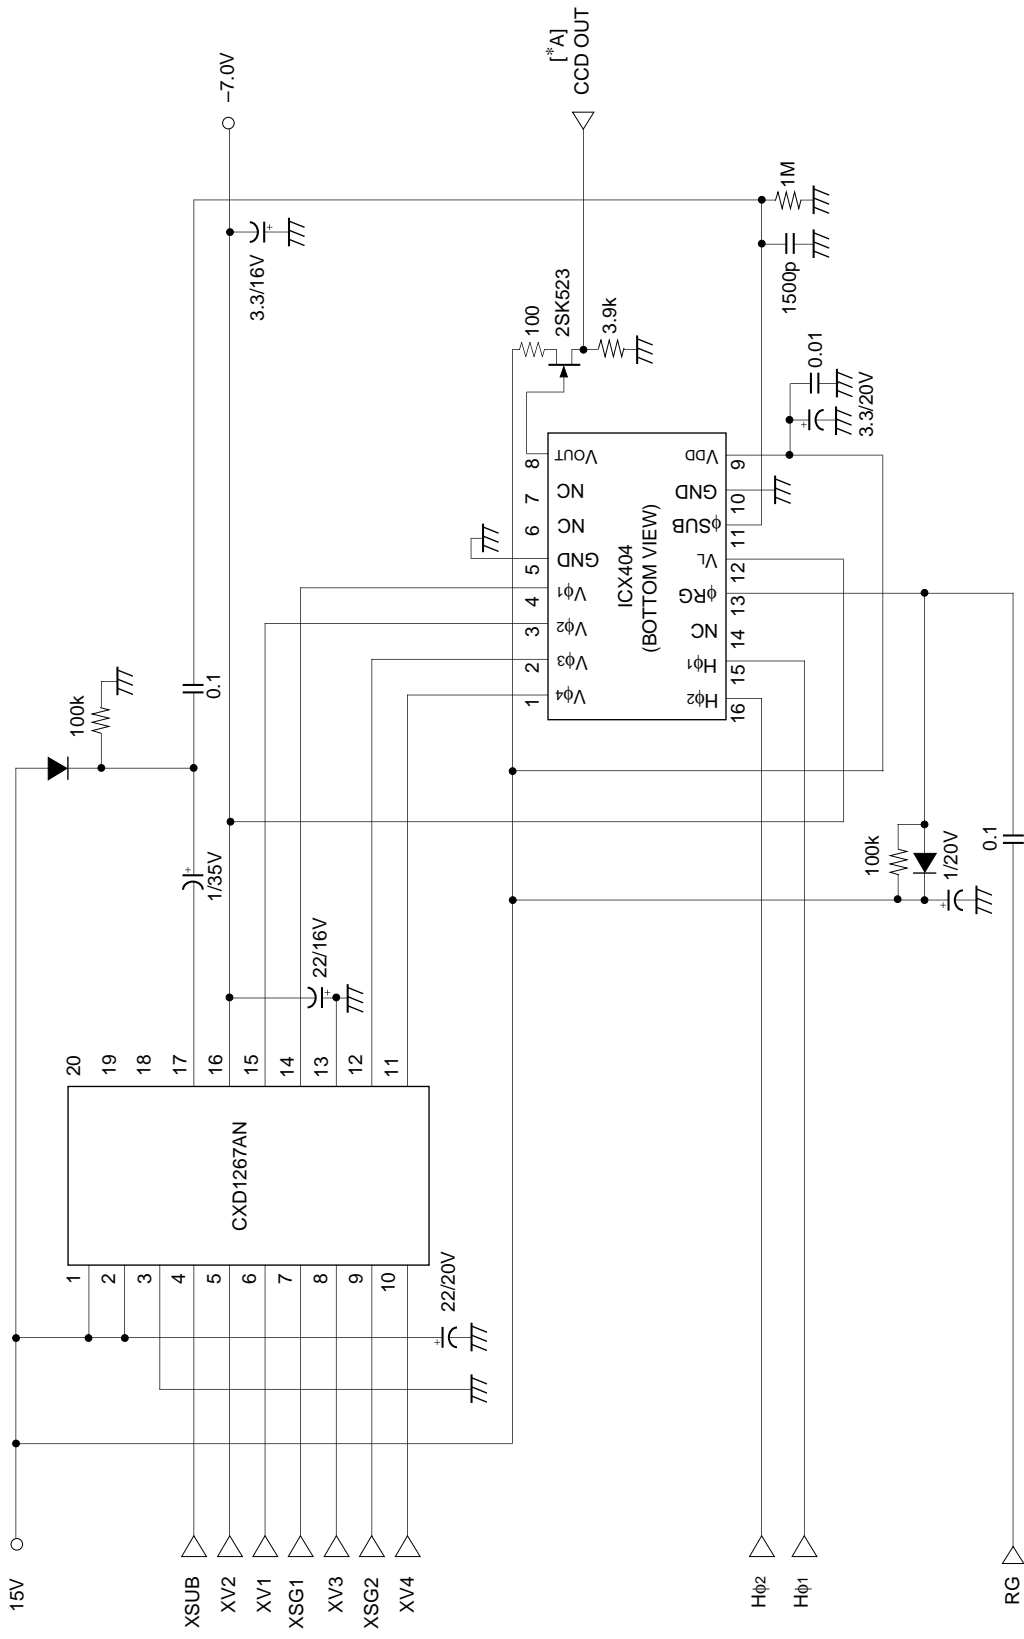 15V
XSUB
XV2
XV1
XSG1
XV3
XSG2
XV4
Hϕ2
Hϕ1
RG
22/20V
1
2
3
4
5
6
7
8
9
10
CXD1267AN
20
19
18
17
16
15
14
13
12
11
1/35V
22/16V
100k
0.1
100k
1/20V
0.1
1
2
3
4
5
6
7
8
Vϕ4
Vϕ3
Vϕ2
Vϕ1
GND
NC
NC
VOUT
ICX404
(BOTTOM VIEW)
Hϕ2
Hϕ1
NC
ϕRG
VL
ϕSUB
GND
VDD
16
15
14
13
12
11
10
9
100
2SK523
3.9k
3.3/20V
0.01
3.3/16V
1500p
1M
–7.0V
[*A]
CCD OUT